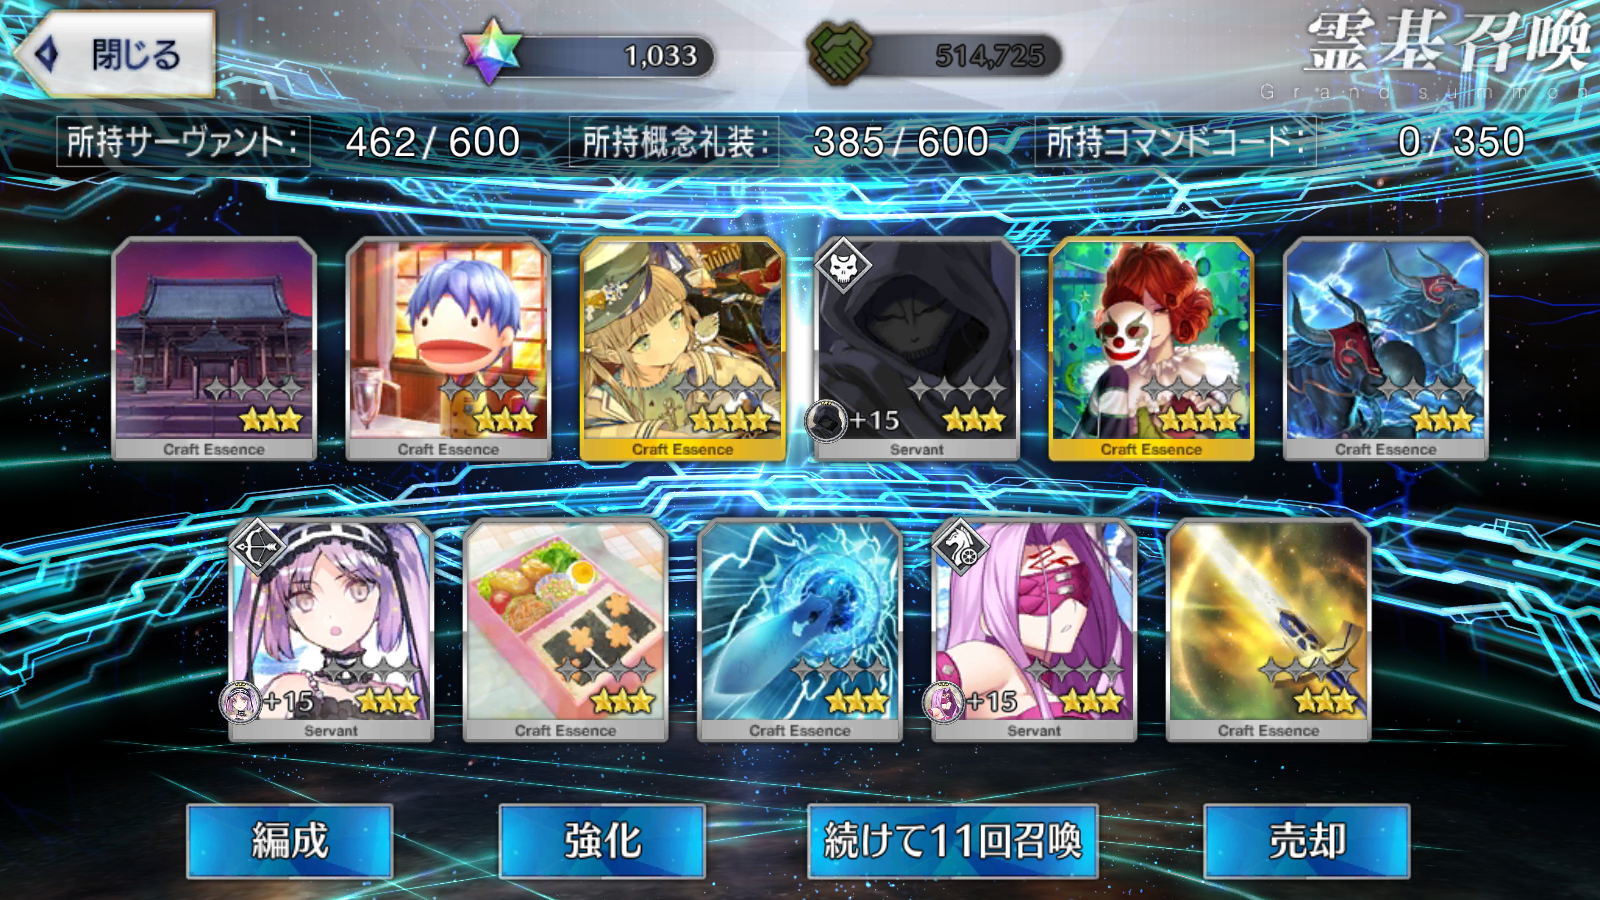 閉じる
1,033
514,725
霊基召喚
Grand summon
所持サーヴァント:
462/600
所持概念礼装:
385/600
所持コマンドコード:
0/350
Craft Essence
Craft Essence
Craft Essence
+15
Servant
Craft Essence
Craft Essence
+15
Servant
Craft Essence
Craft Essence
+15
Servant
Craft Essence
編成
強化
続けて11回召喚
売却